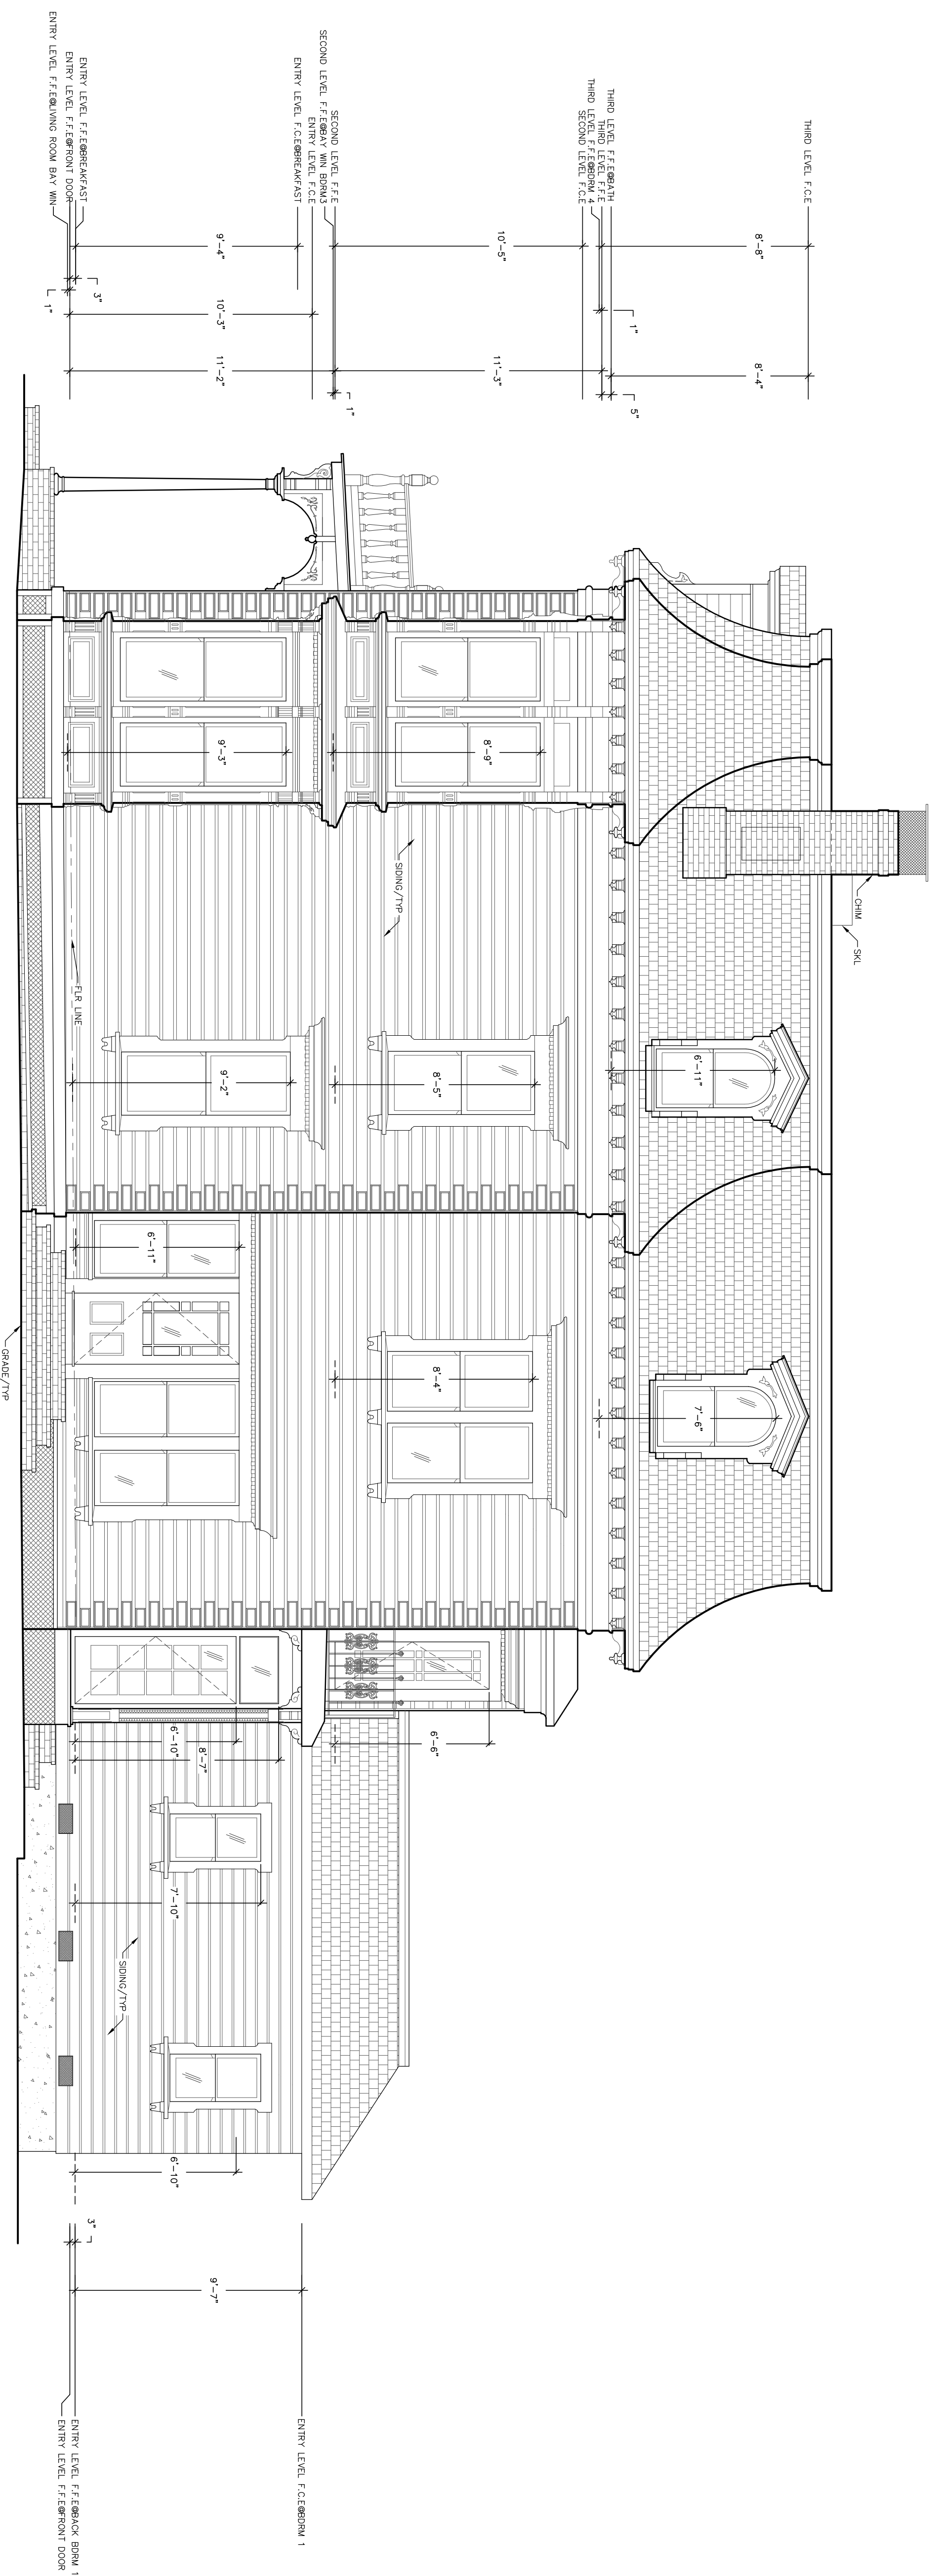 THIRD LEVEL F.C.E
THIRD LEVEL F.F.E@BATH
THIRD LEVEL F.F.E
THIRD LEVEL F.F.E@BDRM 4
SECOND LEVEL F.C.E
SECOND LEVEL F.F.E
SECOND LEVEL F.F.E@BAY WIN BDRM3
ENTRY LEVEL F.C.E
ENTRY LEVEL F.C.E@BREAKFAST
ENTRY LEVEL F.F.E@BREAKFAST
ENTRY LEVEL F.F.E@FRONT DOOR
ENTRY LEVEL F.F.E@LIVING ROOM BAY WIN
8'-8"
10'-5"
9'-4"
3"
1"
1"
10'-3"
8'-4"
5"
11'-3"
1"
11'-2"
9'-3"
8'-9"
CHIM
SKL
SIDING/TYP
FLR LINE
6'-11"
8'-5"
9'-2"
6'-11"
7'-6"
8'-4"
GRADE/TYP
6'-6"
6'-10"
8'-7"
7'-10"
SIDING/TYP
6'-10"
3"
9'-7"
ENTRY LEVEL F.C.E@BDRM 1
ENTRY LEVEL F.F.E@BACK BDRM 1
ENTRY LEVEL F.F.E@FRONT DOOR